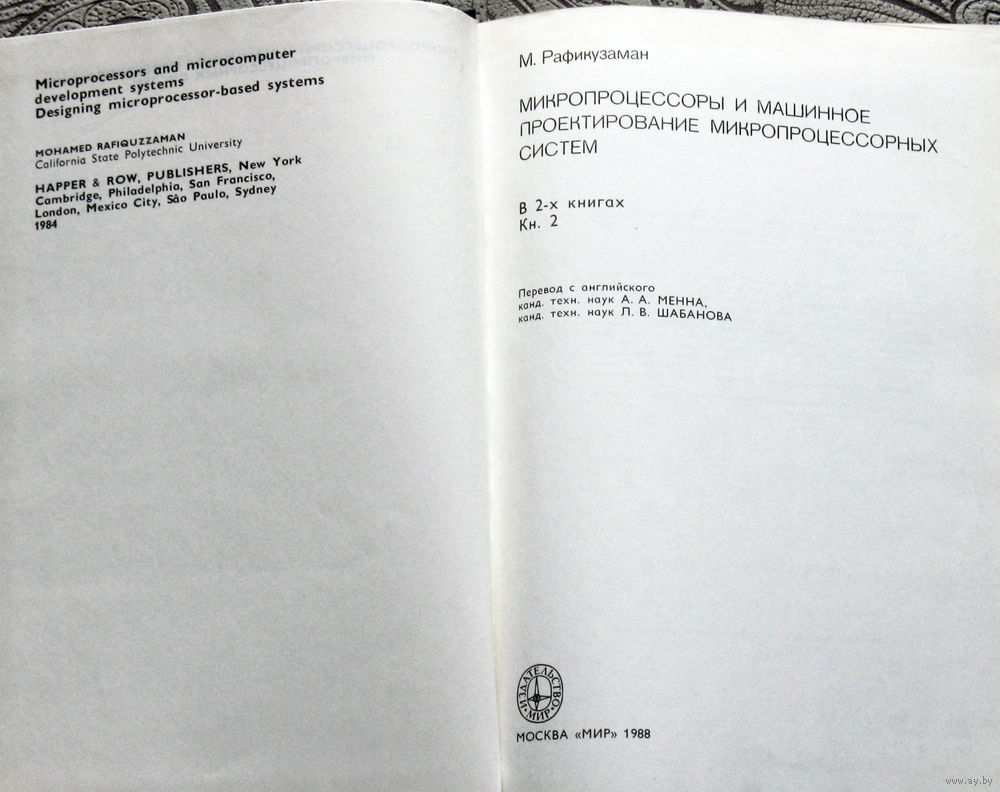 Microprocessors and microcomputer
development systems
Designing microprocessor-based systems
MOHAMED RAFIQUZZAMAN
California State Polytechnic University
HAPPER & ROW, PUBLISHERS, New York
Cambridge, Philadelphia, San Francisco,
London, Mexico City, São Paulo, Sydney
1984
М. Рафикузаман
МИКРОПРОЦЕССОРЫ И МАШИННОЕ
ПРОЕКТИРОВАНИЕ МИКРОПРОЦЕССОРНЫХ
СИСТЕМ
В 2-х книгах
Кн. 2
Перевод с английского
канд. техн. наук А. А. МЕННА,
канд. техн. наук Л. В. ШАБАНОВА
ИЗДАТЕЛЬСТВО
МИР
МОСКВА «МИР» 1988
www.ay.by